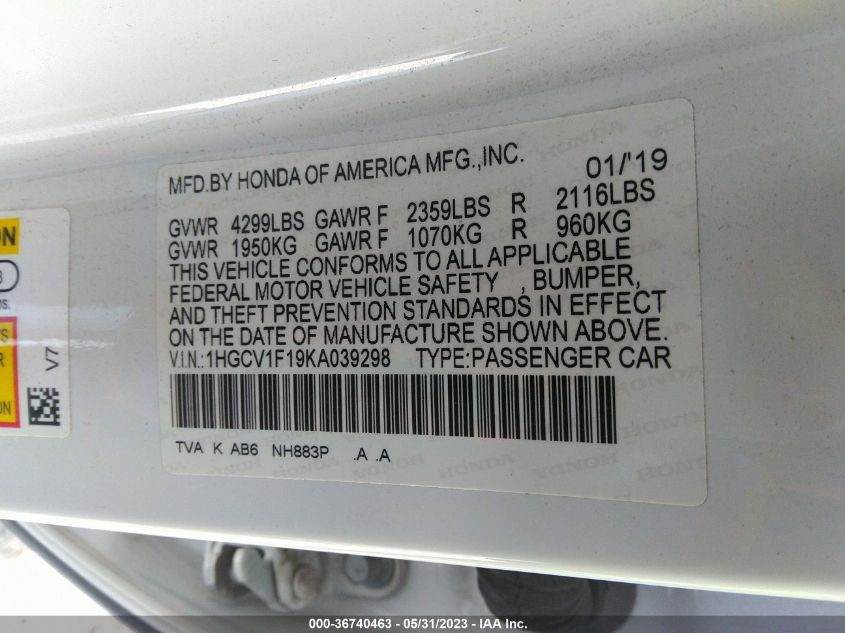 MFD.BY HONDA OF AMERICA MFG.,INC. 01/'19
GVWR 4299LBS GAWR F 2359LBS R 2116LBS
GVWR 1950KG GAWR F 1070KG R 960KG
THIS VEHICLE CONFORMS TO ALL APPLICABLE
FEDERAL MOTOR VEHICLE SAFETY , BUMPER,
AND THEFT PREVENTION STANDARDS IN EFFECT
ON THE DATE OF MANUFACTURE SHOWN ABOVE.
V.I.N.:1HGCV1F19KA039298 TYPE:PASSENGER CAR
TVA K AB6 NH883P .A .A
V7
ON
000-36740463 - 05/31/2023 - IAA Inc.